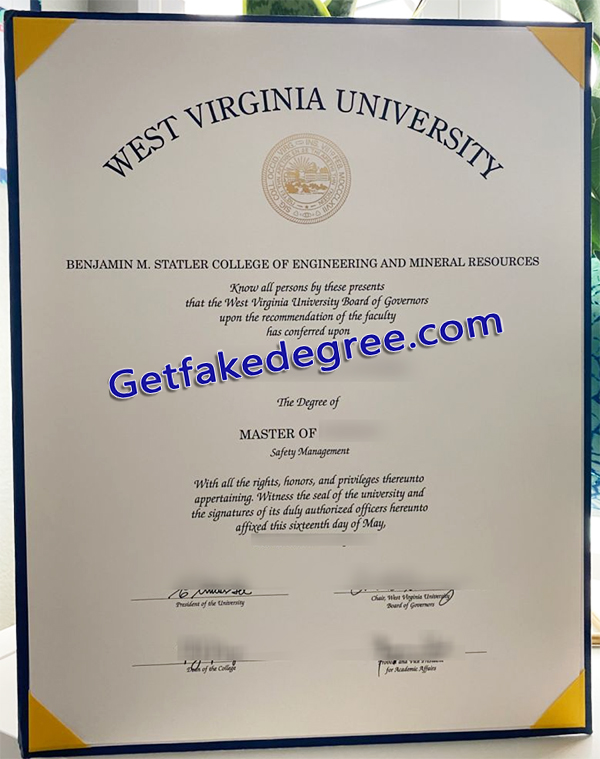 WEST VIRGINIA UNIVERSITY
BENJAMIN M. STATLER COLLEGE OF ENGINEERING AND MINERAL RESOURCES
Know all persons by these presents
that the West Virginia University Board of Governors
upon the recommendation of the faculty
has conferred upon
Getfakedegree.com
The Degree of
MASTER OF
Safety Management
With all the rights, honors, and privileges thereunto
appertaining. Witness the seal of the university and
the signatures of its duly authorized officers hereunto
affixed this sixteenth day of May,
President of the University
Chair, West Virginia University
Board of Governors
Dean of the College
Provost and Vice President
for Academic Affairs